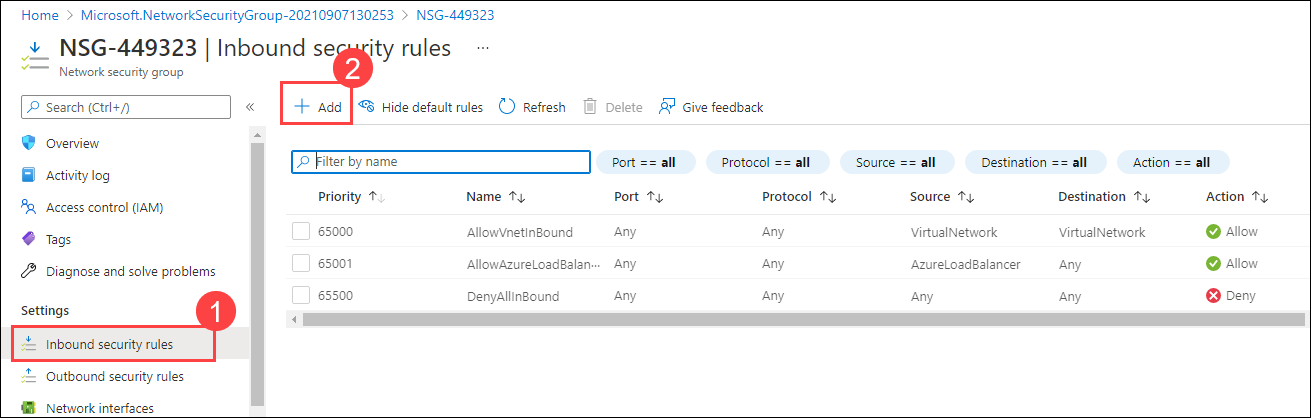 Home > Microsoft.NetworkSecurityGroup-20210907130253 > NSG-449323
NSG-449323 | Inbound security rules ...
Network security group
2
Search (Ctrl+/) «
+ Add Hide default rules Refresh Delete Give feedback
Overview
Activity log
Access control (IAM)
Tags
Diagnose and solve problems
Settings
1
Inbound security rules
Outbound security rules
Network interfaces
Filter by name Port == all Protocol == all Source == all Destination == all Action == all
Priority Name Port Protocol Source Destination Action
65000 AllowVnetInBound Any Any VirtualNetwork VirtualNetwork Allow
65001 AllowAzureLoadBalan... Any Any AzureLoadBalancer Any Allow
65500 DenyAllInBound Any Any Any Any Deny